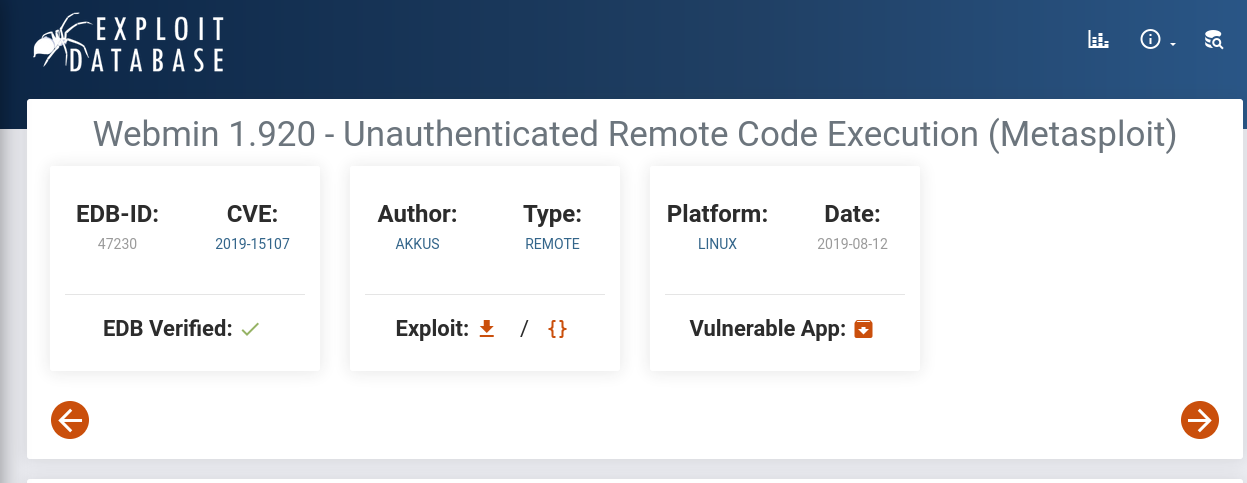 EXPLOIT
DATABASE
Webmin 1.920 - Unauthenticated Remote Code Execution (Metasploit)
EDB-ID:
47230
CVE:
2019-15107
EDB Verified:
Author:
AKKUS
Type:
REMOTE
Exploit: / {}
Platform:
LINUX
Date:
2019-08-12
Vulnerable App: